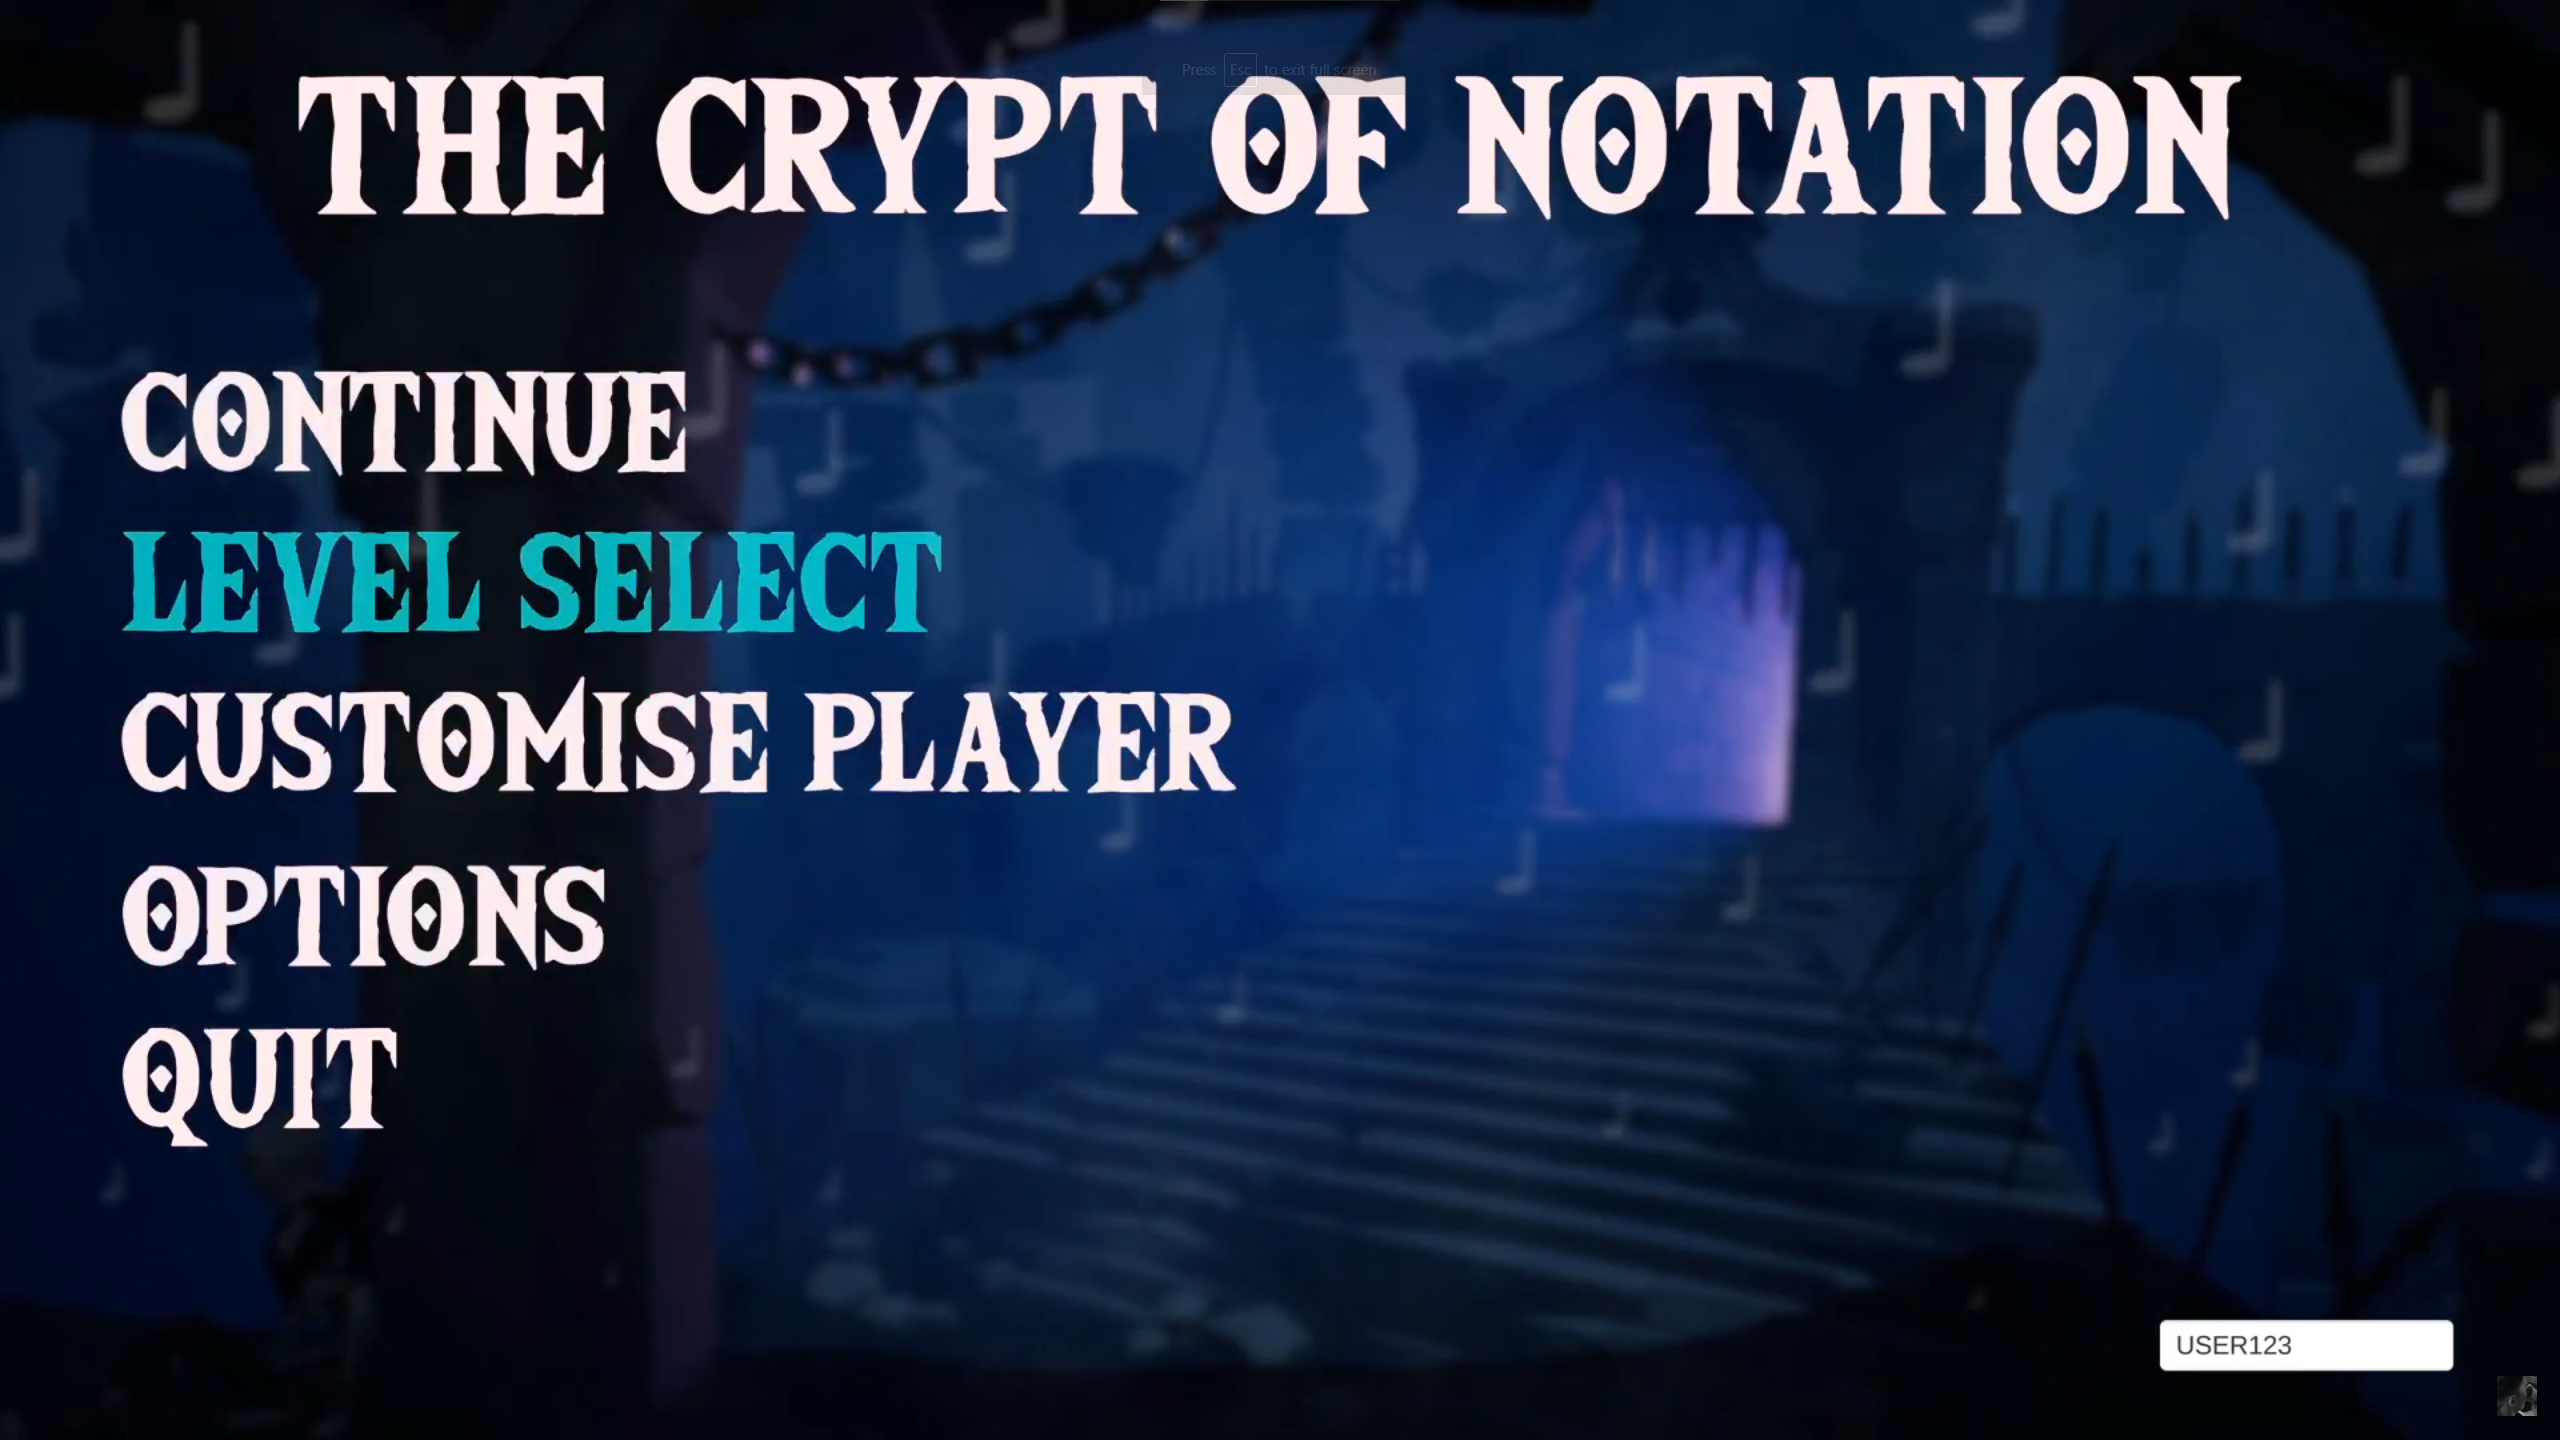 Press Esc to exit full screen
THE CRYPT OF NOTATION
CONTINUE
LEVEL SELECT
CUSTOMISE PLAYER
OPTIONS
QUIT
USER123